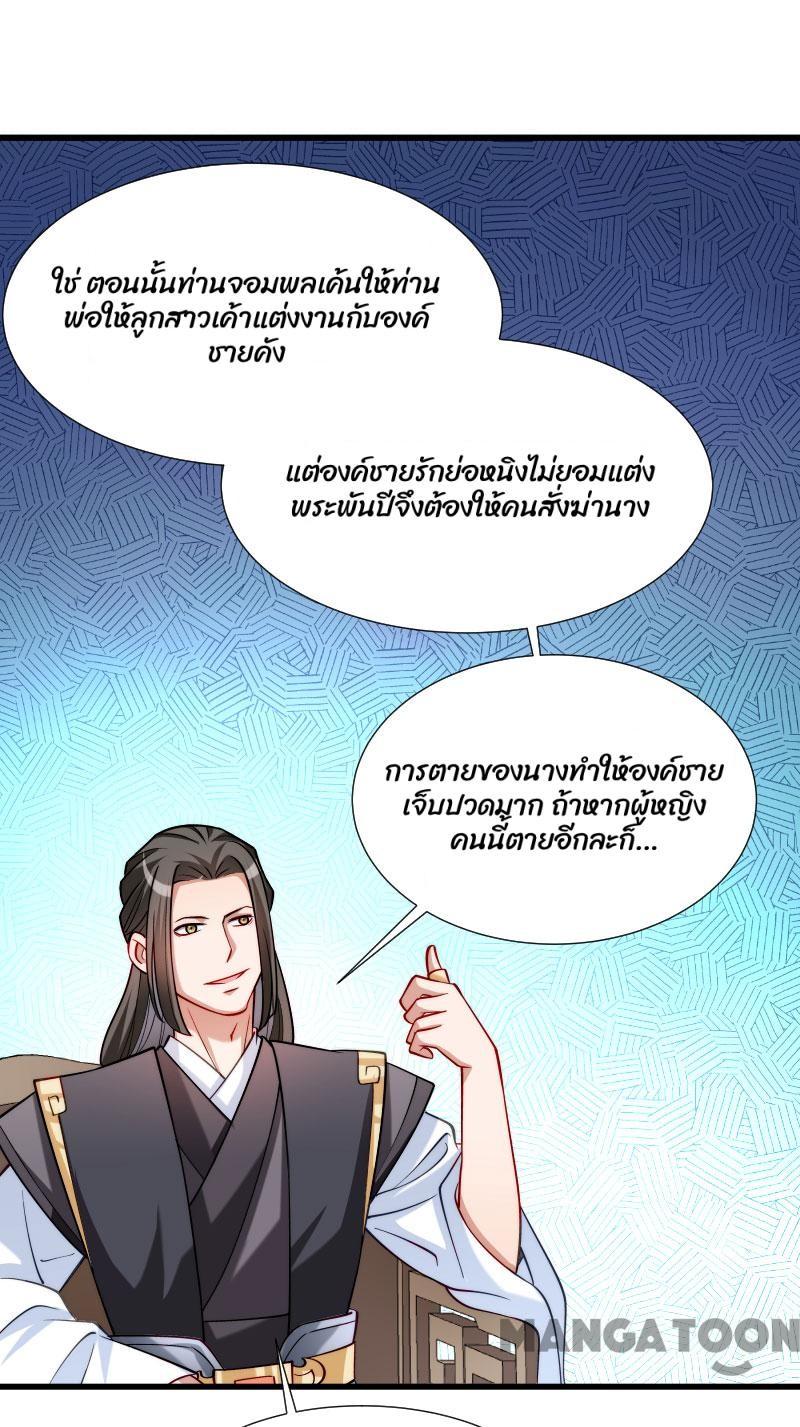 ใช่ ตอนนั้นท่านจอมพลเค้นให้ท่าน
พ่อให้ลูกสาวเค้าแต่งงานกับองค์
ชายคัง
แต่องค์ชายรักย่อหนิงไม่ยอมแต่ง
พระพันปีจึงต้องให้คนสั่งฆ่านาง
การตายของนางทำให้องค์ชาย
เจ็บปวดมาก ถ้าหากผู้หญิง
คนนี้ตายอีกละก็...
MANGATOON